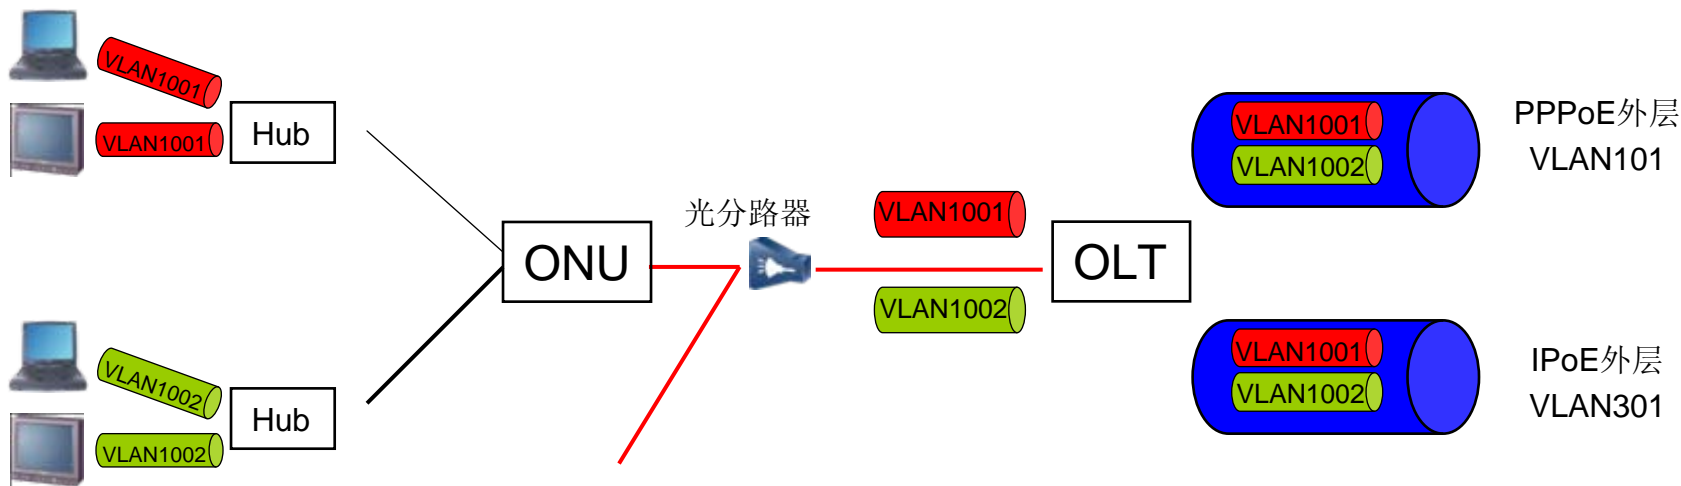 VLAN1001
VLAN1001
Hub
VLAN1002
VLAN1002
Hub
ONU
光分路器
VLAN1001
VLAN1002
OLT
VLAN1001
VLAN1002
PPPoE外层
VLAN101
VLAN1001
VLAN1002
IPoE外层
VLAN301